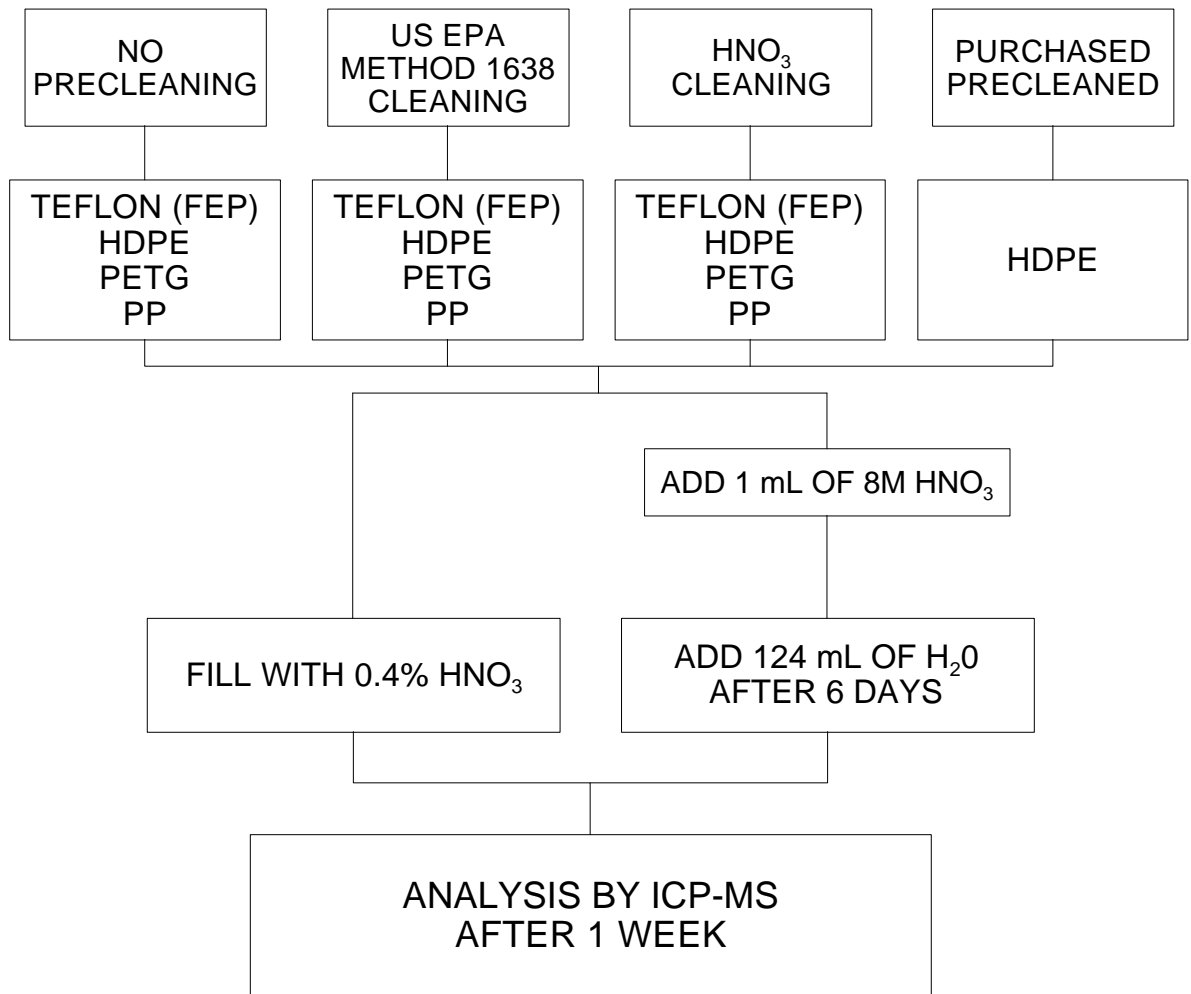 NO
PRECLEANING
US EPA
METHOD 1638
CLEANING
HNO₃
CLEANING
PURCHASED
PRECLEANED
TEFLON (FEP)
HDPE
PETG
PP
TEFLON (FEP)
HDPE
PETG
PP
TEFLON (FEP)
HDPE
PETG
PP
HDPE
ADD 1 mL OF 8M HNO₃
FILL WITH 0.4% HNO₃
ADD 124 mL OF H₂0
AFTER 6 DAYS
ANALYSIS BY ICP-MS
AFTER 1 WEEK